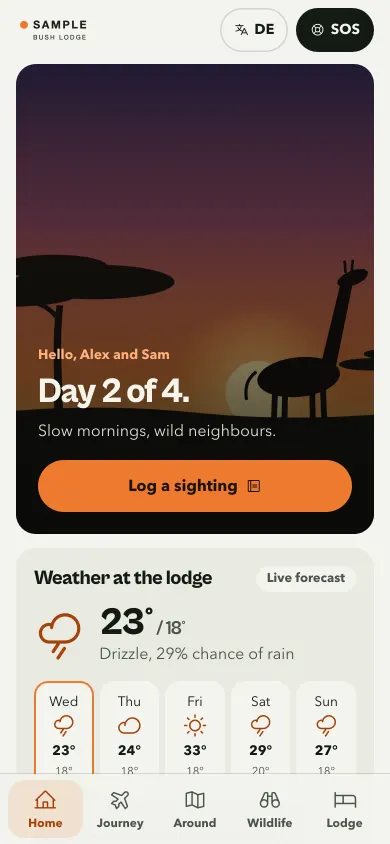 SAMPLE
BUSH LODGE
DE
SOS
Hello, Alex and Sam
Day 2 of 4.
Slow mornings, wild neighbours.
Log a sighting
Weather at the lodge
Live forecast
23° / 18°
Drizzle, 29% chance of rain
Wed Thu Fri Sat Sun
23° 24° 33° 29° 27°
18° 18° 18° 20° 18°
Home Journey Around Wildlife Lodge